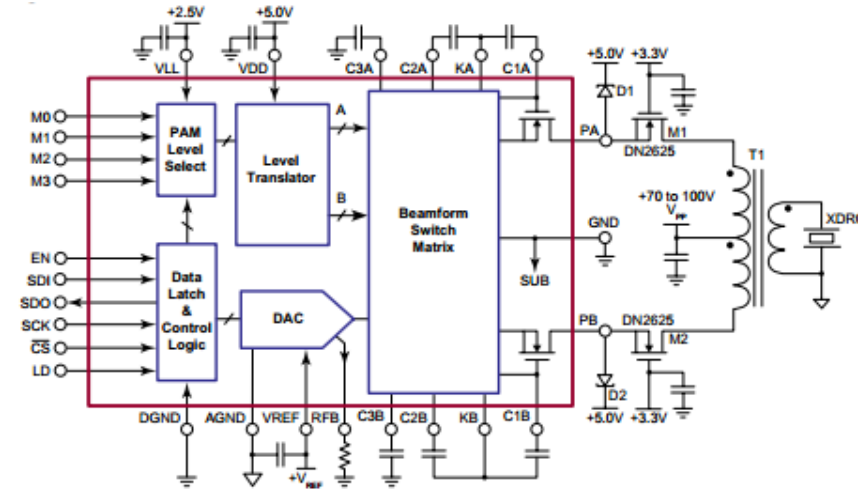 +2.5V
+5.0V
VLL
VDD
C3A
C2A
KA
C1A
+5.0V
+3.3V
D1
PA
M1
DN2625
T1
M0
M1
M2
M3
PAM
Level
Select
Level
Translator
A
B
Beamform
Switch
Matrix
+70 to 100V
VPP
GND
SUB
EN
SDI
SDO
SCK
CS
LD
Data
Latch
&
Control
Logic
DAC
PB
DN2625
M2
D2
+5.0V
+3.3V
DGND
AGND
VREF
RFB
C3B
C2B
KB
C1B
+VREF